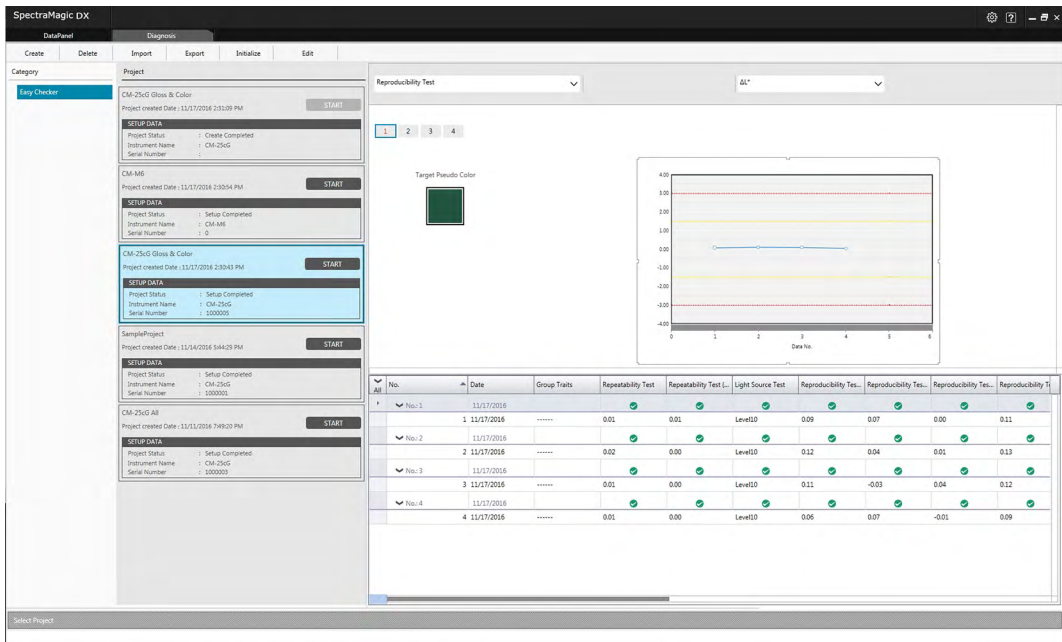 SpectraMagic DX
DataPanel Diagnosis
Create Delete Import Export Initialize Edit
Category
Easy Checker
Project
CM-25cG Gloss & Color
Project created Date : 11/17/2016 2:31:09 PM START
SETUP DATA
Project Status : Create Completed
Instrument Name : CM-25cG
Serial Number :
CM-M6
Project created Date : 11/17/2016 2:30:54 PM START
SETUP DATA
Project Status : Setup Completed
Instrument Name : CM-M6
Serial Number : 0
CM-25cG Gloss & Color
Project created Date : 11/17/2016 2:30:43 PM START
SETUP DATA
Project Status : Setup Completed
Instrument Name : CM-25cG
Serial Number : 1000005
SampleProject
Project created Date : 11/14/2016 5:44:29 PM START
SETUP DATA
Project Status : Setup Completed
Instrument Name : CM-25cG
Serial Number : 1000001
CM-25cG All
Project created Date : 11/11/2016 7:49:20 PM START
SETUP DATA
Project Status : Setup Completed
Instrument Name : CM-25cG
Serial Number : 1000003
Reproducibility Test ΔL*
1 2 3 4
Target Pseudo Color
4.00
3.00
2.00
1.00
0.00
-1.00
-2.00
-3.00
-4.00
0 1 2 3 4 5 6
Data No.
All No. Date Group Traits Repeatability Test Repeatability Test (... Light Source Test Reproducibility Tes... Reproducibility Tes... Reproducibility Tes... Reproducibility Te
No.: 1 11/17/2016
1 11/17/2016 ------ 0.01 0.01 Level10 0.09 0.07 0.00 0.11
No.: 2 11/17/2016
2 11/17/2016 ------ 0.02 0.00 Level10 0.12 0.04 0.01 0.13
No.: 3 11/17/2016
3 11/17/2016 ------ 0.01 0.00 Level10 0.11 -0.03 0.04 0.12
No.: 4 11/17/2016
4 11/17/2016 ------ 0.01 0.00 Level10 0.06 0.07 -0.01 0.09
Select Project